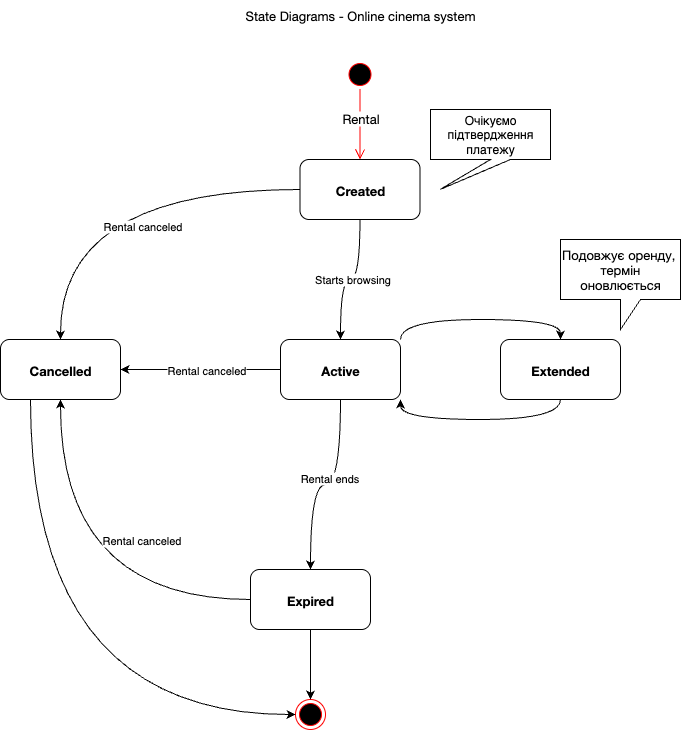 State Diagrams - Online cinema system
Rental
Очікуємо
підтвердження
платежу
Created
Rental canceled
Подовжує оренду,
термін
оновлюється
Starts browsing
Cancelled
Rental canceled
Active
Extended
Rental ends
Rental canceled
Expired